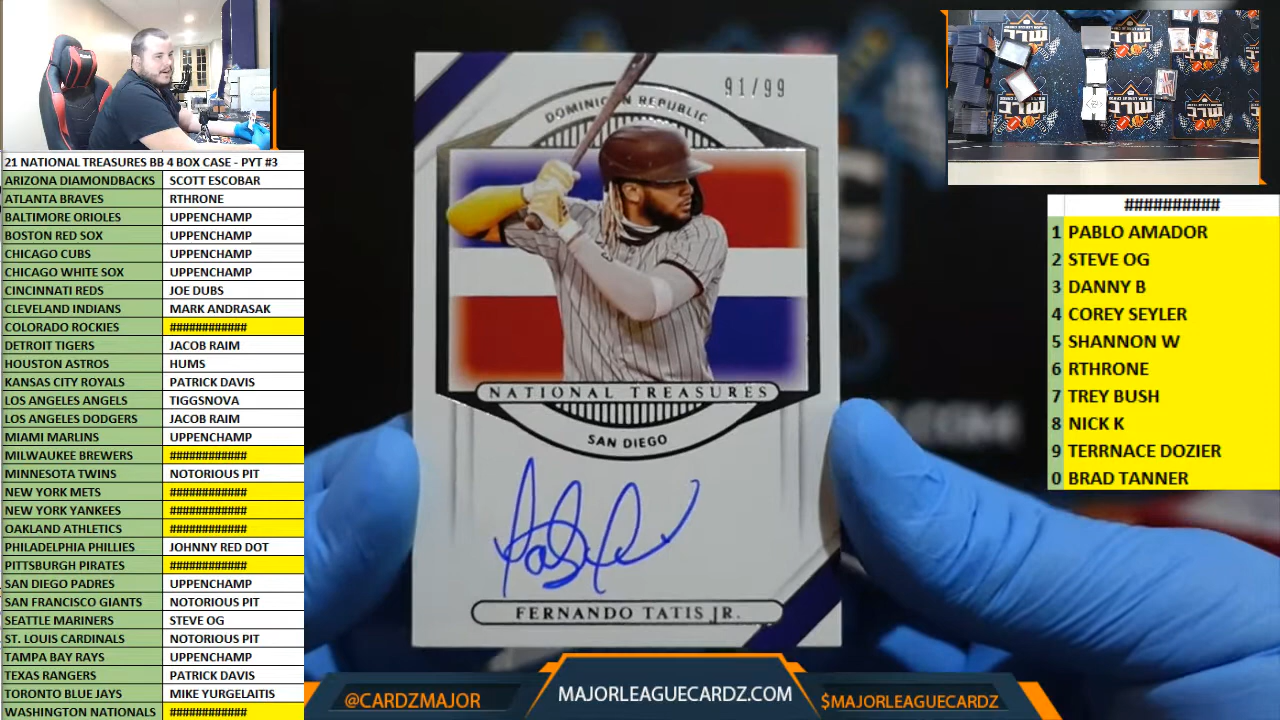 21 NATIONAL TREASURES BB 4 BOX CASE - PYT #3
ARIZONA DIAMONDBACKS SCOTT ESCOBAR
ATLANTA BRAVES RTHRONE
BALTIMORE ORIOLES UPPENCHAMP
BOSTON RED SOX UPPENCHAMP
CHICAGO CUBS UPPENCHAMP
CHICAGO WHITE SOX UPPENCHAMP
CINCINNATI REDS JOE DUBS
CLEVELAND INDIANS MARK ANDRASAK
COLORADO ROCKIES ############
DETROIT TIGERS JACOB RAIM
HOUSTON ASTROS HUMS
KANSAS CITY ROYALS PATRICK DAVIS
LOS ANGELES ANGELS TIGGSNOVA
LOS ANGELES DODGERS JACOB RAIM
MIAMI MARLINS UPPENCHAMP
MILWAUKEE BREWERS ############
MINNESOTA TWINS NOTORIOUS PIT
NEW YORK METS ############
NEW YORK YANKEES ############
OAKLAND ATHLETICS ############
PHILADELPHIA PHILLIES JOHNNY RED DOT
PITTSBURGH PIRATES ############
SAN DIEGO PADRES UPPENCHAMP
SAN FRANCISCO GIANTS NOTORIOUS PIT
SEATTLE MARINERS STEVE OG
ST. LOUIS CARDINALS NOTORIOUS PIT
TAMPA BAY RAYS UPPENCHAMP
TEXAS RANGERS PATRICK DAVIS
TORONTO BLUE JAYS MIKE YURGELAITIS
WASHINGTON NATIONALS ############
91/99
DOMINICAN REPUBLIC
NATIONAL TREASURES
SAN DIEGO
FERNANDO TATIS JR.
##########
1 PABLO AMADOR
2 STEVE OG
3 DANNY B
4 COREY SEYLER
5 SHANNON W
6 RTHRONE
7 TREY BUSH
8 NICK K
9 TERRNACE DOZIER
0 BRAD TANNER
@CARDZMAJOR
MAJORLEAGUECARDZ.COM
$MAJORLEAGUECARDZ